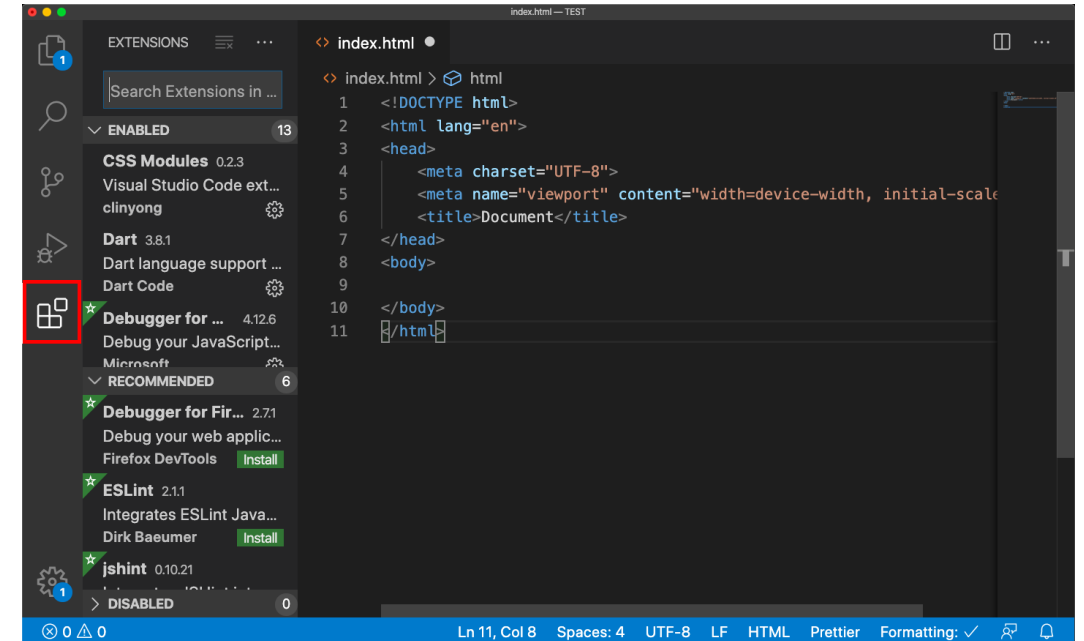 index.html — TEST
1
EXTENSIONS
Search Extensions in ...
ENABLED 13
CSS Modules 0.2.3
Visual Studio Code ext...
clinyong
Dart 3.8.1
Dart language support ...
Dart Code
Debugger for ... 4.12.6
Debug your JavaScript...
Microsoft
RECOMMENDED 6
Debugger for Fir... 2.7.1
Debug your web applic...
Firefox DevTools Install
ESLint 2.1.1
Integrates ESLint Java...
Dirk Baeumer Install
jshint 0.10.21
DISABLED 0
1
<> index.html
<> index.html > html
1 <!DOCTYPE html>
2 <html lang="en">
3 <head>
4 <meta charset="UTF-8">
5 <meta name="viewport" content="width=device-width, initial-scale
6 <title>Document</title>
7 </head>
8 <body>
9
10 </body>
11 </html>
0 0 Ln 11, Col 8 Spaces: 4 UTF-8 LF HTML Prettier Formatting: ✓